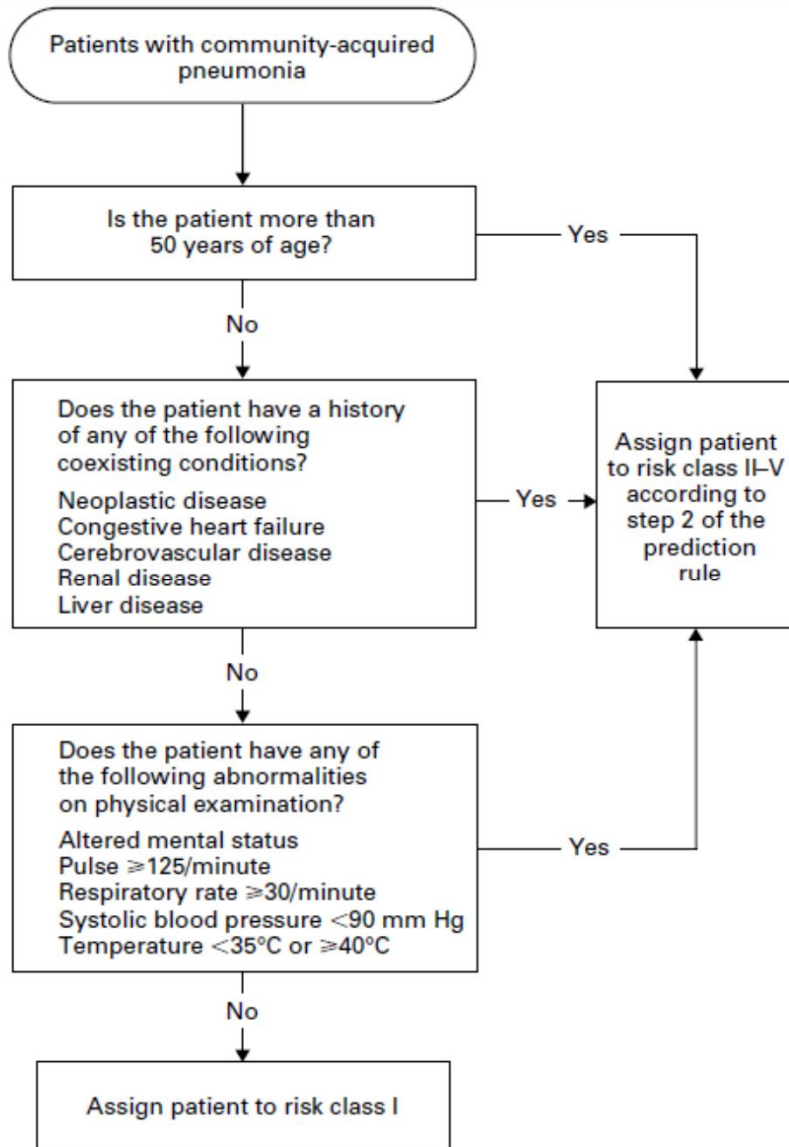 Patients with community-acquired
pneumonia
Is the patient more than
50 years of age?
Yes
No
Does the patient have a history
of any of the following
coexisting conditions?
Neoplastic disease
Congestive heart failure
Cerebrovascular disease
Renal disease
Liver disease
Yes
Assign patient
to risk class II–V
according to
step 2 of the
prediction
rule
No
Does the patient have any of
the following abnormalities
on physical examination?
Altered mental status
Pulse ⩾125/minute
Respiratory rate ⩾30/minute
Systolic blood pressure <90 mm Hg
Temperature <35°C or ⩾40°C
Yes
No
Assign patient to risk class I